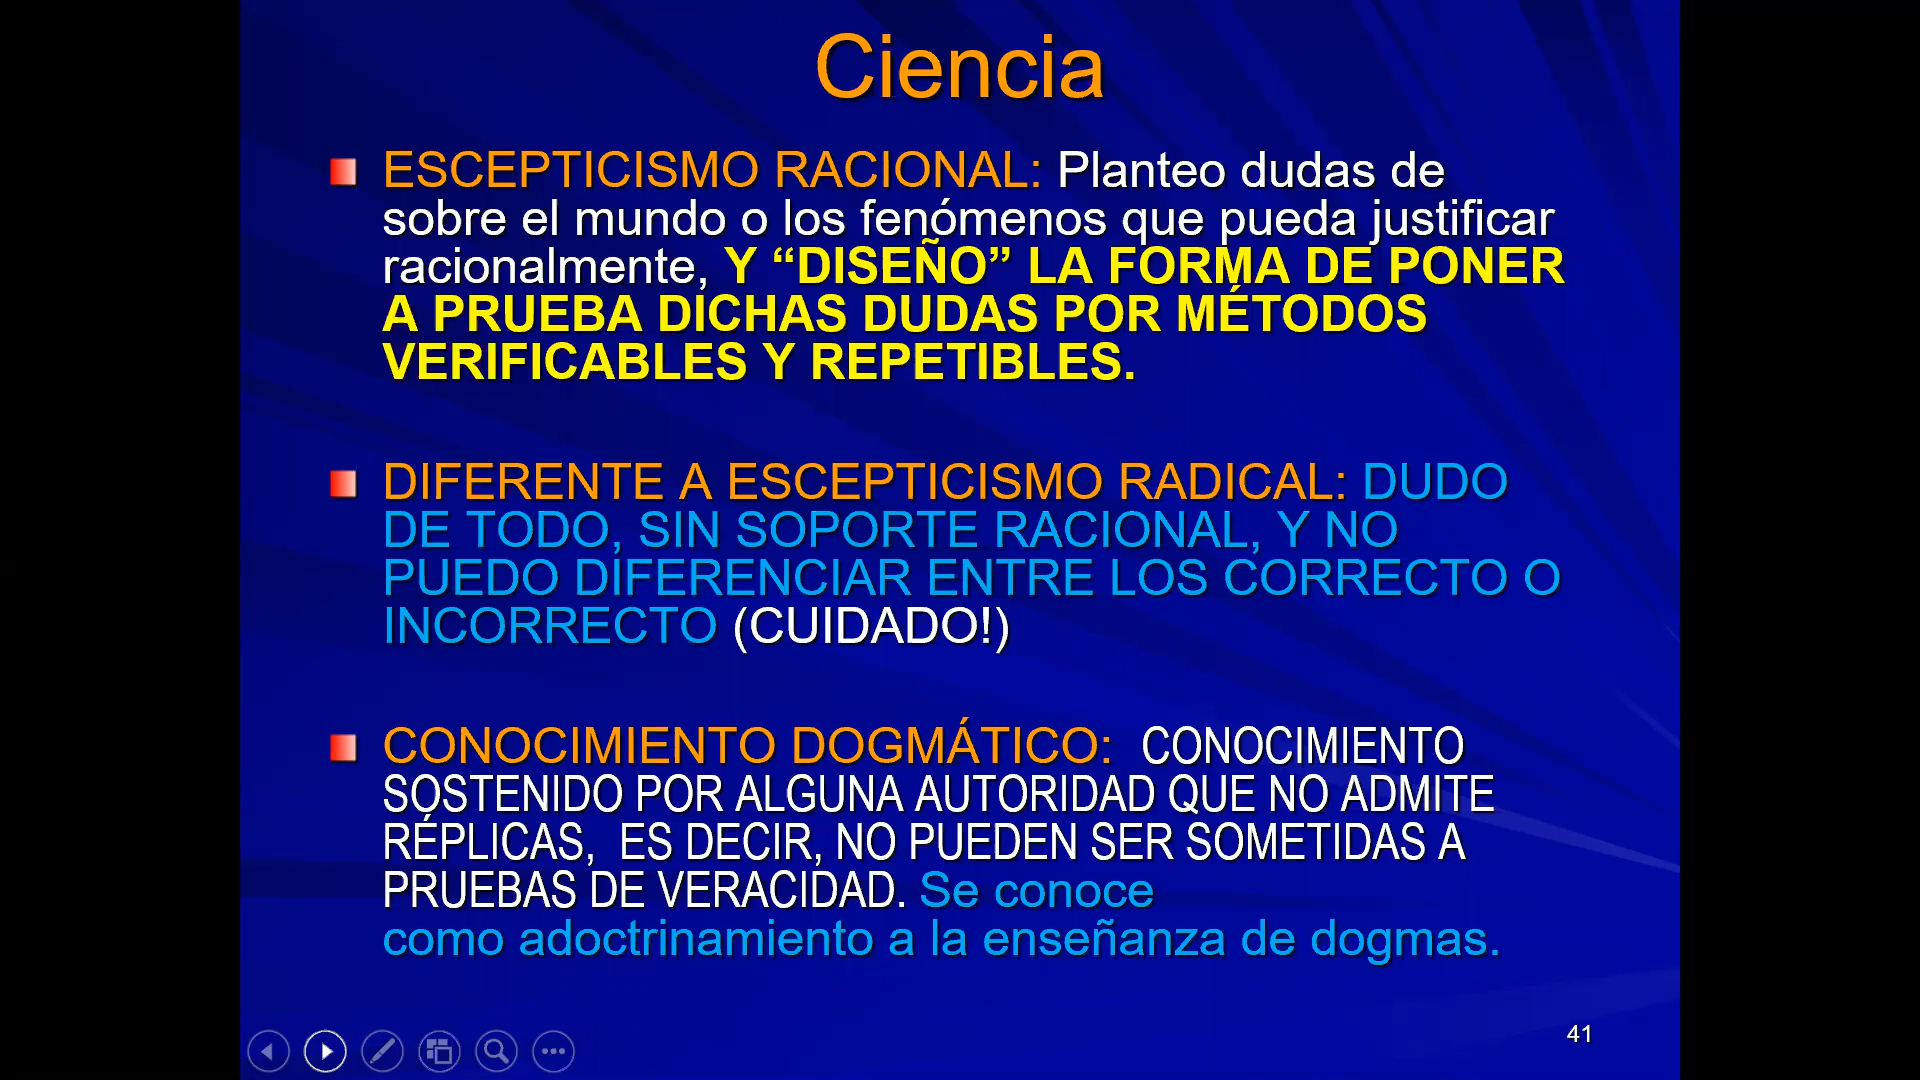 Ciencia
ESCEPTICISMO RACIONAL: Planteo dudas de
sobre el mundo o los fenómenos que pueda justificar
racionalmente, Y “DISEÑO” LA FORMA DE PONER
A PRUEBA DICHAS DUDAS POR MÉTODOS
VERIFICABLES Y REPETIBLES.
DIFERENTE A ESCEPTICISMO RADICAL: DUDO
DE TODO, SIN SOPORTE RACIONAL, Y NO
PUEDO DIFERENCIAR ENTRE LOS CORRECTO O
INCORRECTO (CUIDADO!)
CONOCIMIENTO DOGMÁTICO: CONOCIMIENTO
SOSTENIDO POR ALGUNA AUTORIDAD QUE NO ADMITE
RÉPLICAS, ES DECIR, NO PUEDEN SER SOMETIDAS A
PRUEBAS DE VERACIDAD. Se conoce
como adoctrinamiento a la enseñanza de dogmas.
41